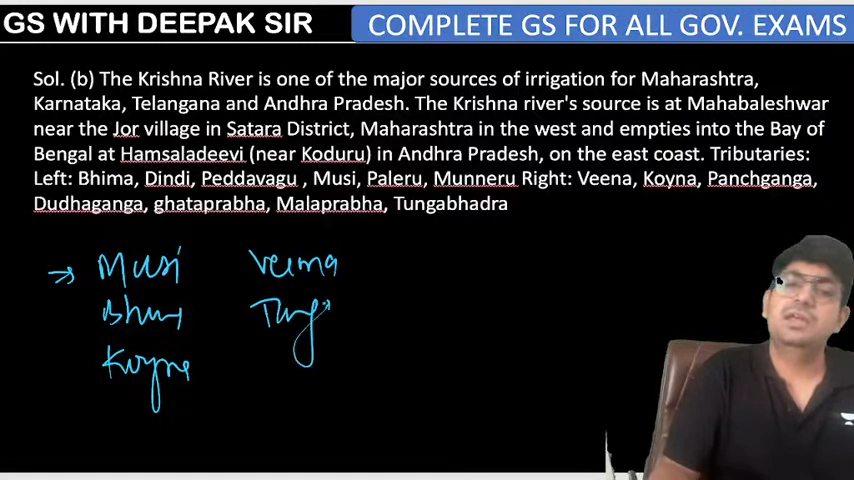 GS WITH DEEPAK SIR
COMPLETE GS FOR ALL GOV. EXAMS
Sol. (b) The Krishna River is one of the major sources of irrigation for Maharashtra,
Karnataka, Telangana and Andhra Pradesh. The Krishna river's source is at Mahabaleshwar
near the Jor village in Satara District, Maharashtra in the west and empties into the Bay of
Bengal at Hamsaladeevi (near Koduru) in Andhra Pradesh, on the east coast. Tributaries:
Left: Bhima, Dindi, Peddavagu , Musi, Paleru, Munneru Right: Veena, Koyna, Panchganga,
Dudhaganga, ghataprabha, Malaprabha, Tungabhadra
→ Musi Veena
Tung
Koyna